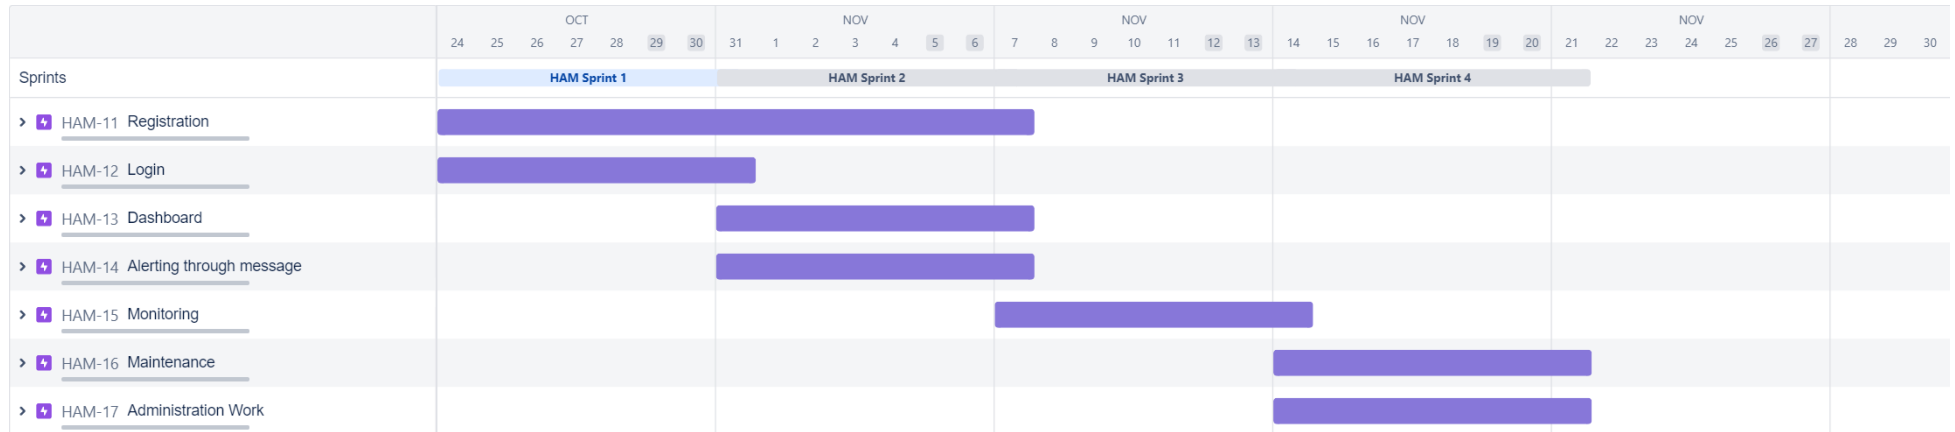 OCT NOV NOV NOV NOV
24 25 26 27 28 29 30 31 1 2 3 4 5 6 7 8 9 10 11 12 13 14 15 16 17 18 19 20 21 22 23 24 25 26 27 28 29 30
Sprints HAM Sprint 1 HAM Sprint 2 HAM Sprint 3 HAM Sprint 4
HAM-11 Registration
HAM-12 Login
HAM-13 Dashboard
HAM-14 Alerting through message
HAM-15 Monitoring
HAM-16 Maintenance
HAM-17 Administration Work